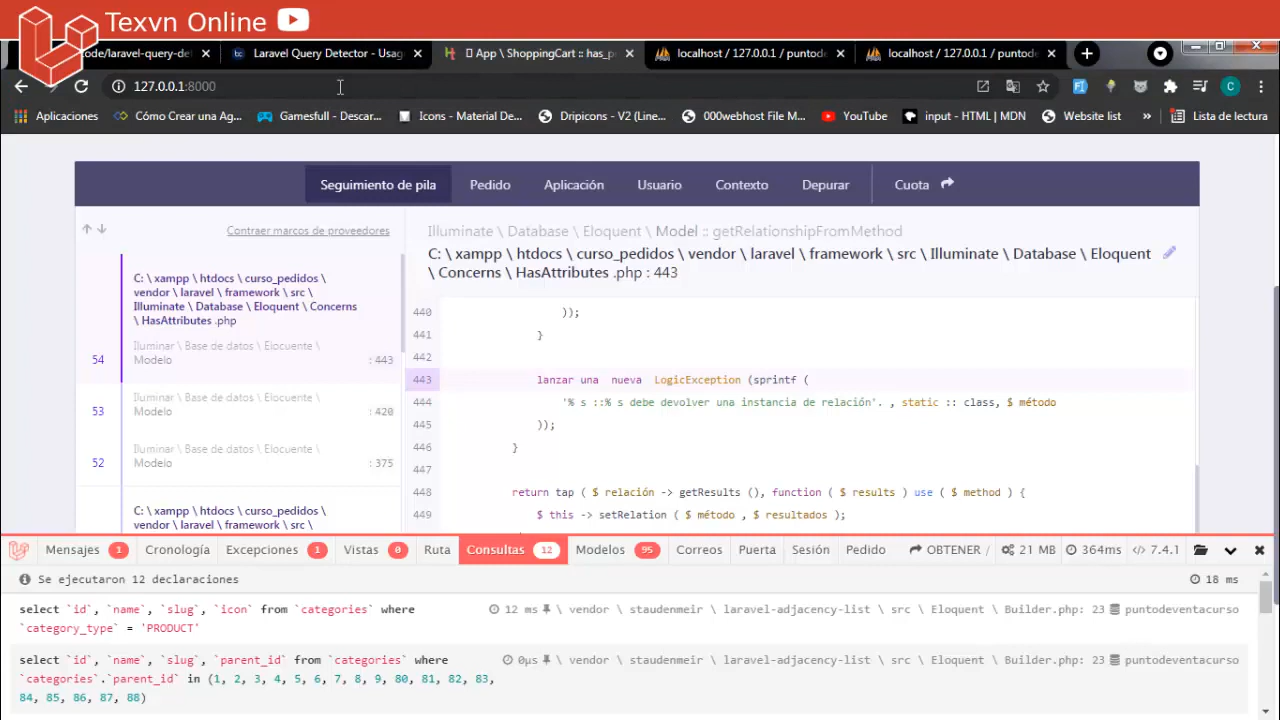 Texvn Online
ode/laravel-query-de
Laravel Query Detector - Usag
App \ ShoppingCart :: has_p
localhost / 127.0.0.1 / puntode
localhost / 127.0.0.1 / puntode
127.0.0.1:8000
C
Aplicaciones
Cómo Crear una Ag...
Gamesfull - Descar...
Icons - Material De...
Dripicons - V2 (Line...
000webhost File M...
YouTube
input - HTML | MDN
Website list
»
Lista de lectura
Seguimiento de pila
Pedido
Aplicación
Usuario
Contexto
Depurar
Cuota
Contraer marcos de proveedores
C: \ xampp \ htdocs \ curso_pedidos \
vendor \ laravel \ framework \ src \
Illuminate \ Database \ Eloquent \ Concerns
\ HasAttributes .php
Iluminar \ Base de datos \ Elocuente \
54 Modelo : 443
Iluminar \ Base de datos \ Elocuente \
53 Modelo : 420
Iluminar \ Base de datos \ Elocuente \
52 Modelo : 375
C: \ xampp \ htdocs \ curso_pedidos \
vendor \ laravel \ framework \ src \
Illuminate \ Database \ Eloquent \ Model :: getRelationshipFromMethod
C: \ xampp \ htdocs \ curso_pedidos \ vendor \ laravel \ framework \ src \ Illuminate \ Database \ Eloquent
\ Concerns \ HasAttributes .php : 443
440 ));
441 }
442
443 lanzar una nueva LogicException (sprintf (
444 '% s ::% s debe devolver una instancia de relación'. , static :: class, $ método
445 ));
446 }
447
448 return tap ( $ relación -> getResults (), function ( $ results ) use ( $ method ) {
449 $ this -> setRelation ( $ método , $ resultados );
Mensajes 1
Cronología
Excepciones 1
Vistas 0
Ruta
Consultas 12
Modelos 95
Correos
Puerta
Sesión
Pedido
OBTENER /
21 MB
364ms
</> 7.4.1
Se ejecutaron 12 declaraciones 18 ms
select `id`, `name`, `slug`, `icon` from `categories` where 12 ms \ vendor \ staudenmeir \ laravel-adjacency-list \ src \ Eloquent \ Builder.php: 23 puntodeventacurso
`category_type` = 'PRODUCT'
select `id`, `name`, `slug`, `parent_id` from `categories` where 0µs \ vendor \ staudenmeir \ laravel-adjacency-list \ src \ Eloquent \ Builder.php: 23 puntodeventacurso
`categories`.`parent_id` in (1, 2, 3, 4, 5, 6, 7, 8, 9, 80, 81, 82, 83,
84, 85, 86, 87, 88)